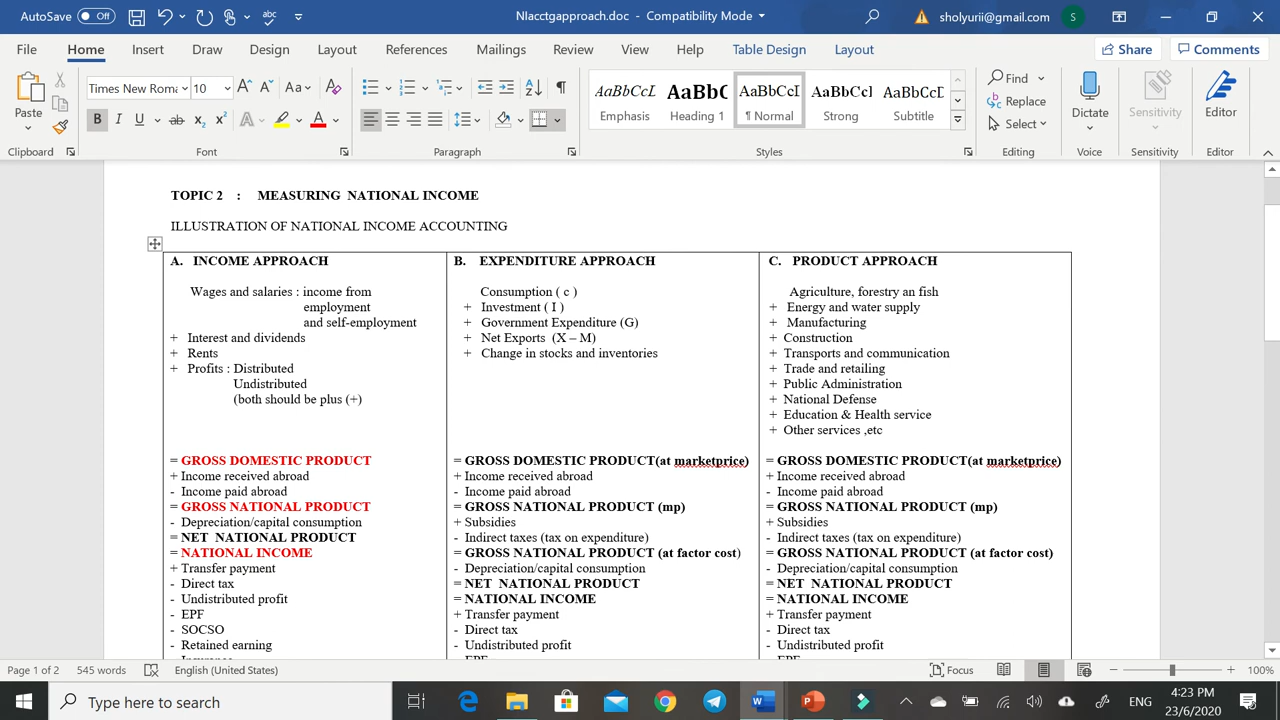 AutoSave Off
NIacctgapproach.doc - Compatibility Mode
sholyurii@gmail.com S
File Home Insert Draw Design Layout References Mailings Review View Help Table Design Layout Share Comments
Paste
Clipboard
Times New Roma 10
Font
Paragraph
AaBbCcL AaBbC AaBbCcI AaBbCcl AaBbCcD
Emphasis Heading 1 ¶ Normal Strong Subtitle
Styles
Find
Replace
Select
Editing
Dictate
Voice
Sensitivity
Sensitivity
Editor
Editor
TOPIC 2 : MEASURING NATIONAL INCOME
ILLUSTRATION OF NATIONAL INCOME ACCOUNTING
A. INCOME APPROACH
Wages and salaries : income from
employment
and self-employment
+ Interest and dividends
+ Rents
+ Profits : Distributed
Undistributed
(both should be plus (+)
= GROSS DOMESTIC PRODUCT
+ Income received abroad
- Income paid abroad
= GROSS NATIONAL PRODUCT
- Depreciation/capital consumption
= NET NATIONAL PRODUCT
= NATIONAL INCOME
+ Transfer payment
- Direct tax
- Undistributed profit
- EPF
- SOCSO
- Retained earning
B. EXPENDITURE APPROACH
Consumption ( c )
+ Investment ( I )
+ Government Expenditure (G)
+ Net Exports (X – M)
+ Change in stocks and inventories
= GROSS DOMESTIC PRODUCT(at marketprice)
+ Income received abroad
- Income paid abroad
= GROSS NATIONAL PRODUCT (mp)
+ Subsidies
- Indirect taxes (tax on expenditure)
= GROSS NATIONAL PRODUCT (at factor cost)
- Depreciation/capital consumption
= NET NATIONAL PRODUCT
= NATIONAL INCOME
+ Transfer payment
- Direct tax
- Undistributed profit
C. PRODUCT APPROACH
Agriculture, forestry an fish
+ Energy and water supply
+ Manufacturing
+ Construction
+ Transports and communication
+ Trade and retailing
+ Public Administration
+ National Defense
+ Education & Health service
+ Other services ,etc
= GROSS DOMESTIC PRODUCT(at marketprice)
+ Income received abroad
- Income paid abroad
= GROSS NATIONAL PRODUCT (mp)
+ Subsidies
- Indirect taxes (tax on expenditure)
= GROSS NATIONAL PRODUCT (at factor cost)
- Depreciation/capital consumption
= NET NATIONAL PRODUCT
= NATIONAL INCOME
+ Transfer payment
- Direct tax
- Undistributed profit
Page 1 of 2 545 words English (United States) Focus 100%
Type here to search
ENG
4:23 PM
23/6/2020